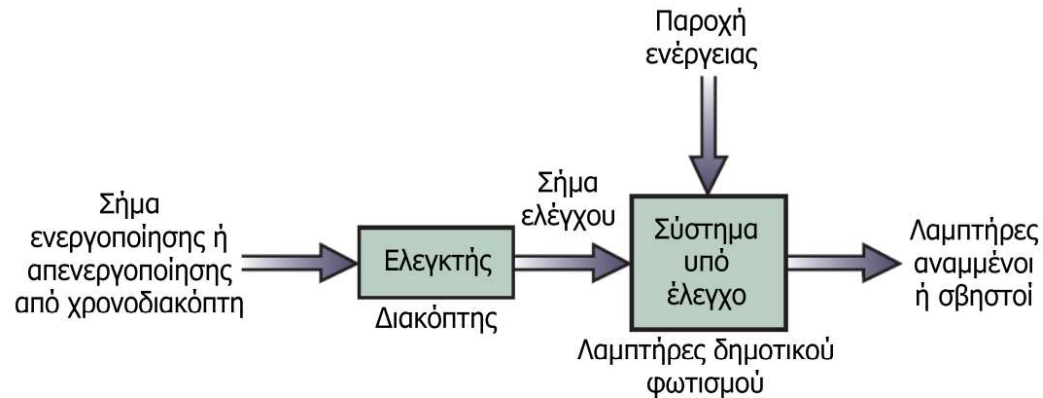 Παροχή
ενέργειας
Σήμα
ενεργοποίησης ή
απενεργοποίησης
από χρονοδιακόπτη
Ελεγκτής
Διακόπτης
Σήμα
ελέγχου
Σύστημα
υπό
έλεγχο
Λαμπτήρες δημοτικού
φωτισμού
Λαμπτήρες
αναμμένοι
ή σβηστοί